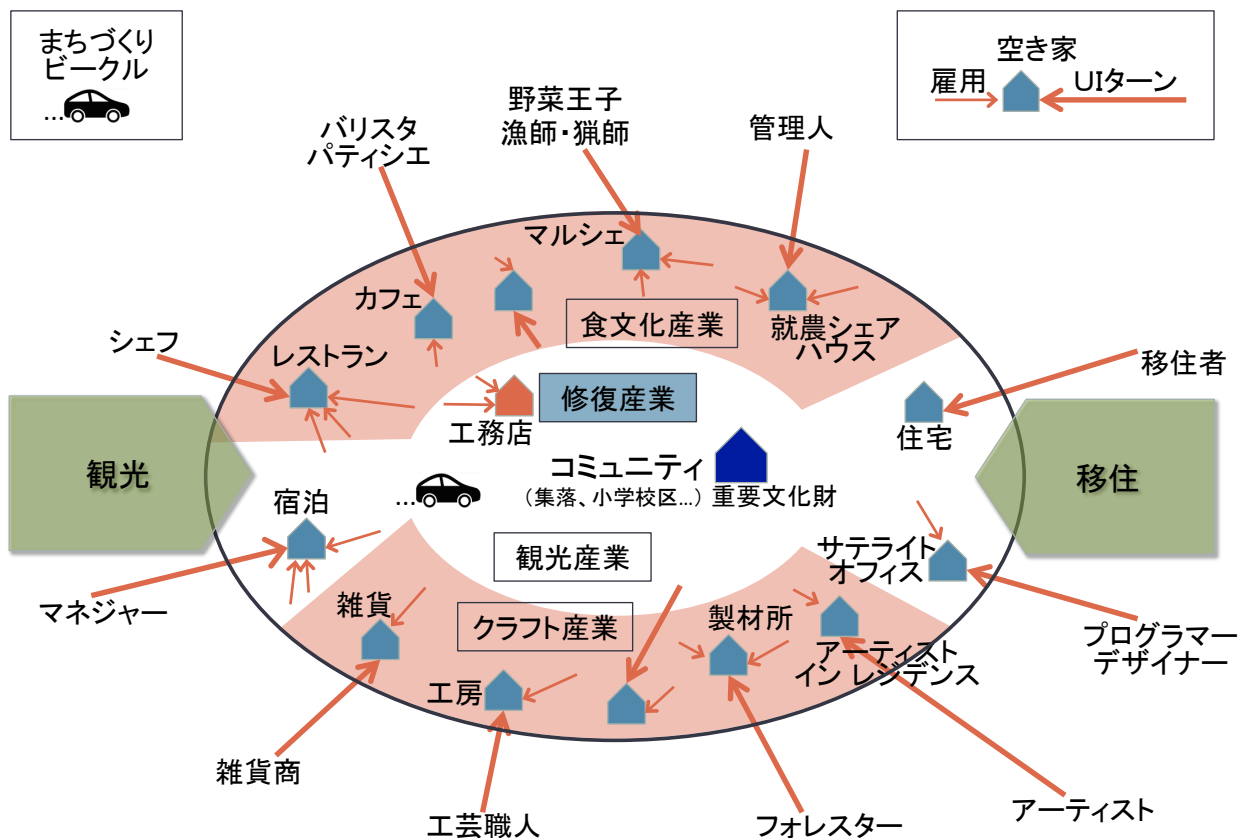 まちづくり
ビークル
...
空き家
雇用
UIターン
野菜王子
漁師・猟師
バリスタ
パティシエ
管理人
マルシェ
カフェ
食文化産業
就農シェア
ハウス
シェフ
レストラン
移住者
修復産業
工務店
住宅
観光
コミュニティ
（集落、小学校区...）
重要文化財
移住
...
宿泊
観光産業
サテライト
オフィス
マネジャー
雑貨
クラフト産業
製材所
アーティスト
イン レジデンス
プログラマー
デザイナー
工房
雑貨商
工芸職人
フォレスター
アーティスト